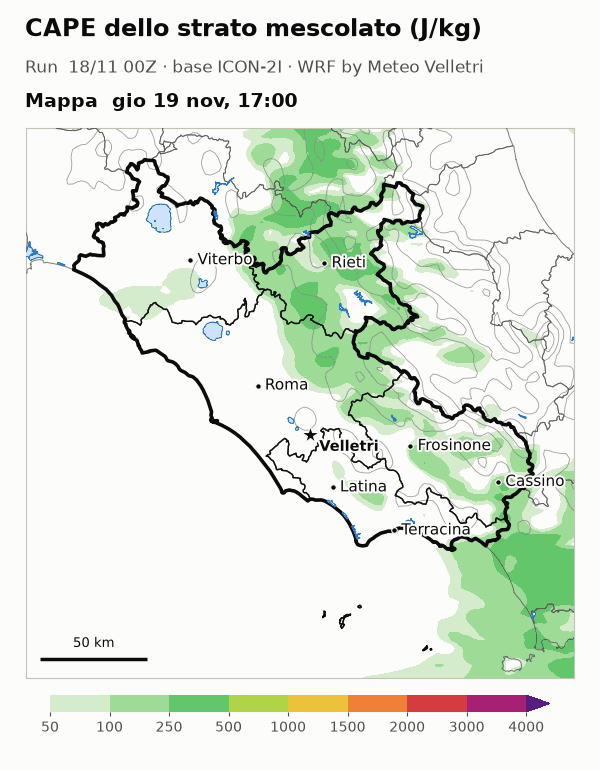 CAPE dello strato mescolato (J/kg)
Run  18/11 00Z · base ICON-2I · WRF by Meteo Velletri
Mappa  gio 19 nov, 17:00
Viterbo
Rieti
Roma
Velletri
Frosinone
Latina
Cassino
Terracina
50 km
50 100 250 500 1000 1500 2000 3000 4000